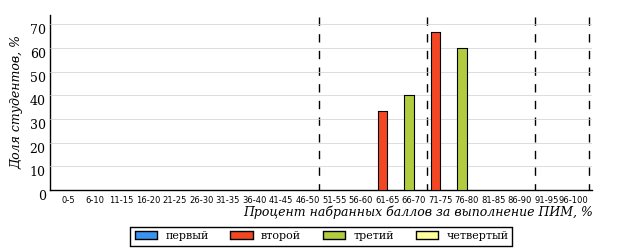 Доля студентов, %
70
60
50
40
30
20
10
0
0-5 6-10 11-15 16-20 21-25 26-30 31-35 36-40 41-45 46-50 51-55 56-60 61-65 66-70 71-75 76-80 81-85 86-90 91-95 96-100
Процент набранных баллов за выполнение ПИМ, %
первый второй третий четвертый